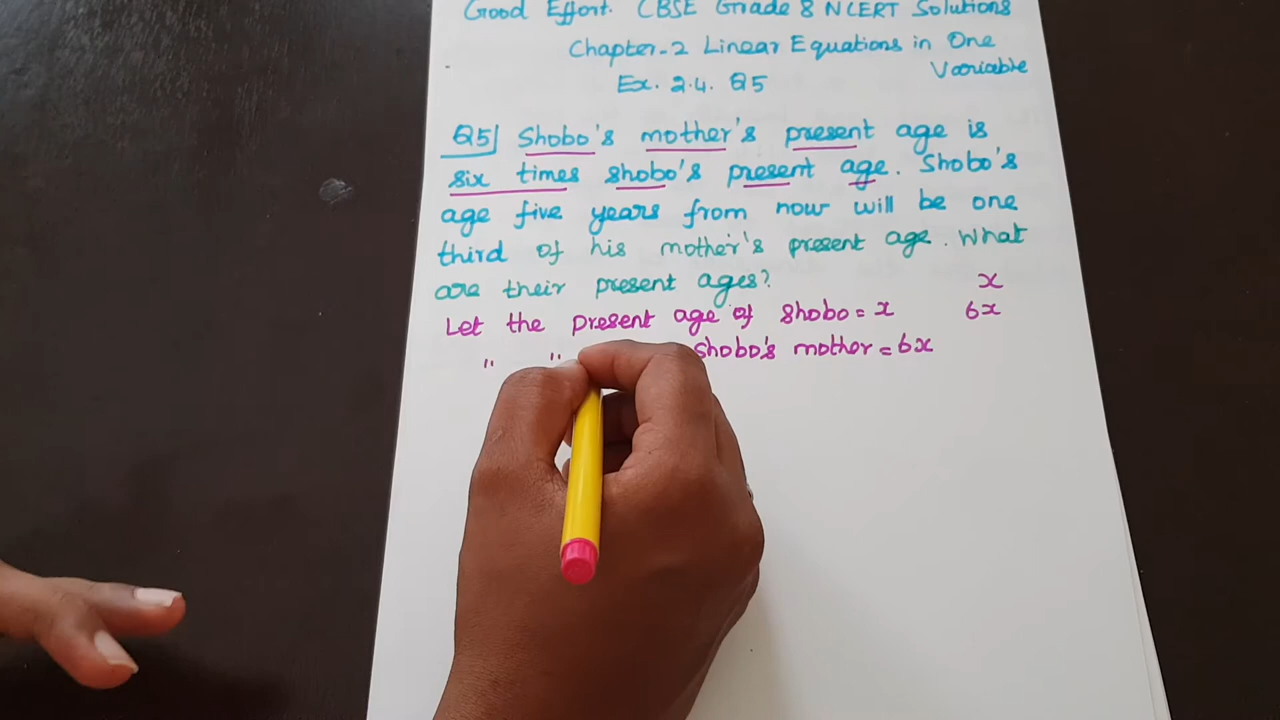 Good Effort. CBSE Grade 8 NCERT Solutions
Chapter-2 Linear Equations in One
Variable
Ex. 2.4. Q5
Q5| Shobo's mother's present age is
six times shobo's present age. Shobo's
age five years from now will be one
third of his mother's present age. What
are their present ages?
x
Let the present age of shobo = x
6x
" " shobo's mother = 6x